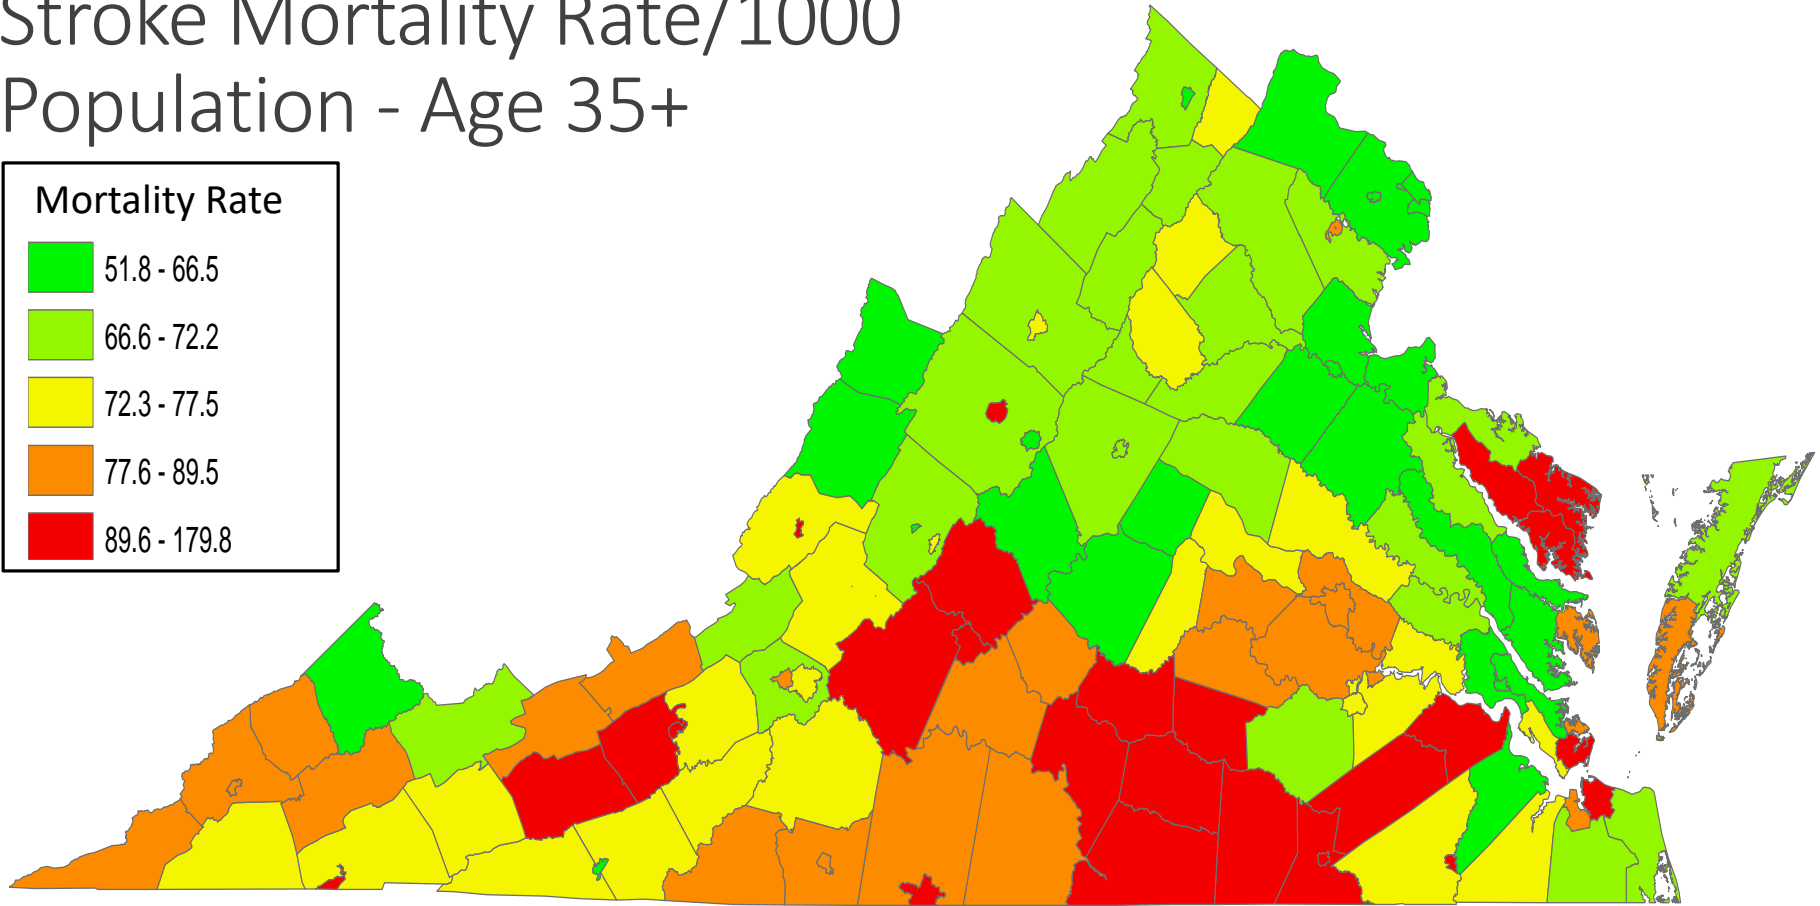 Stroke Mortality Rate/1000
Population - Age 35+
Mortality Rate
51.8 - 66.5
66.6 - 72.2
72.3 - 77.5
77.6 - 89.5
89.6 - 179.8